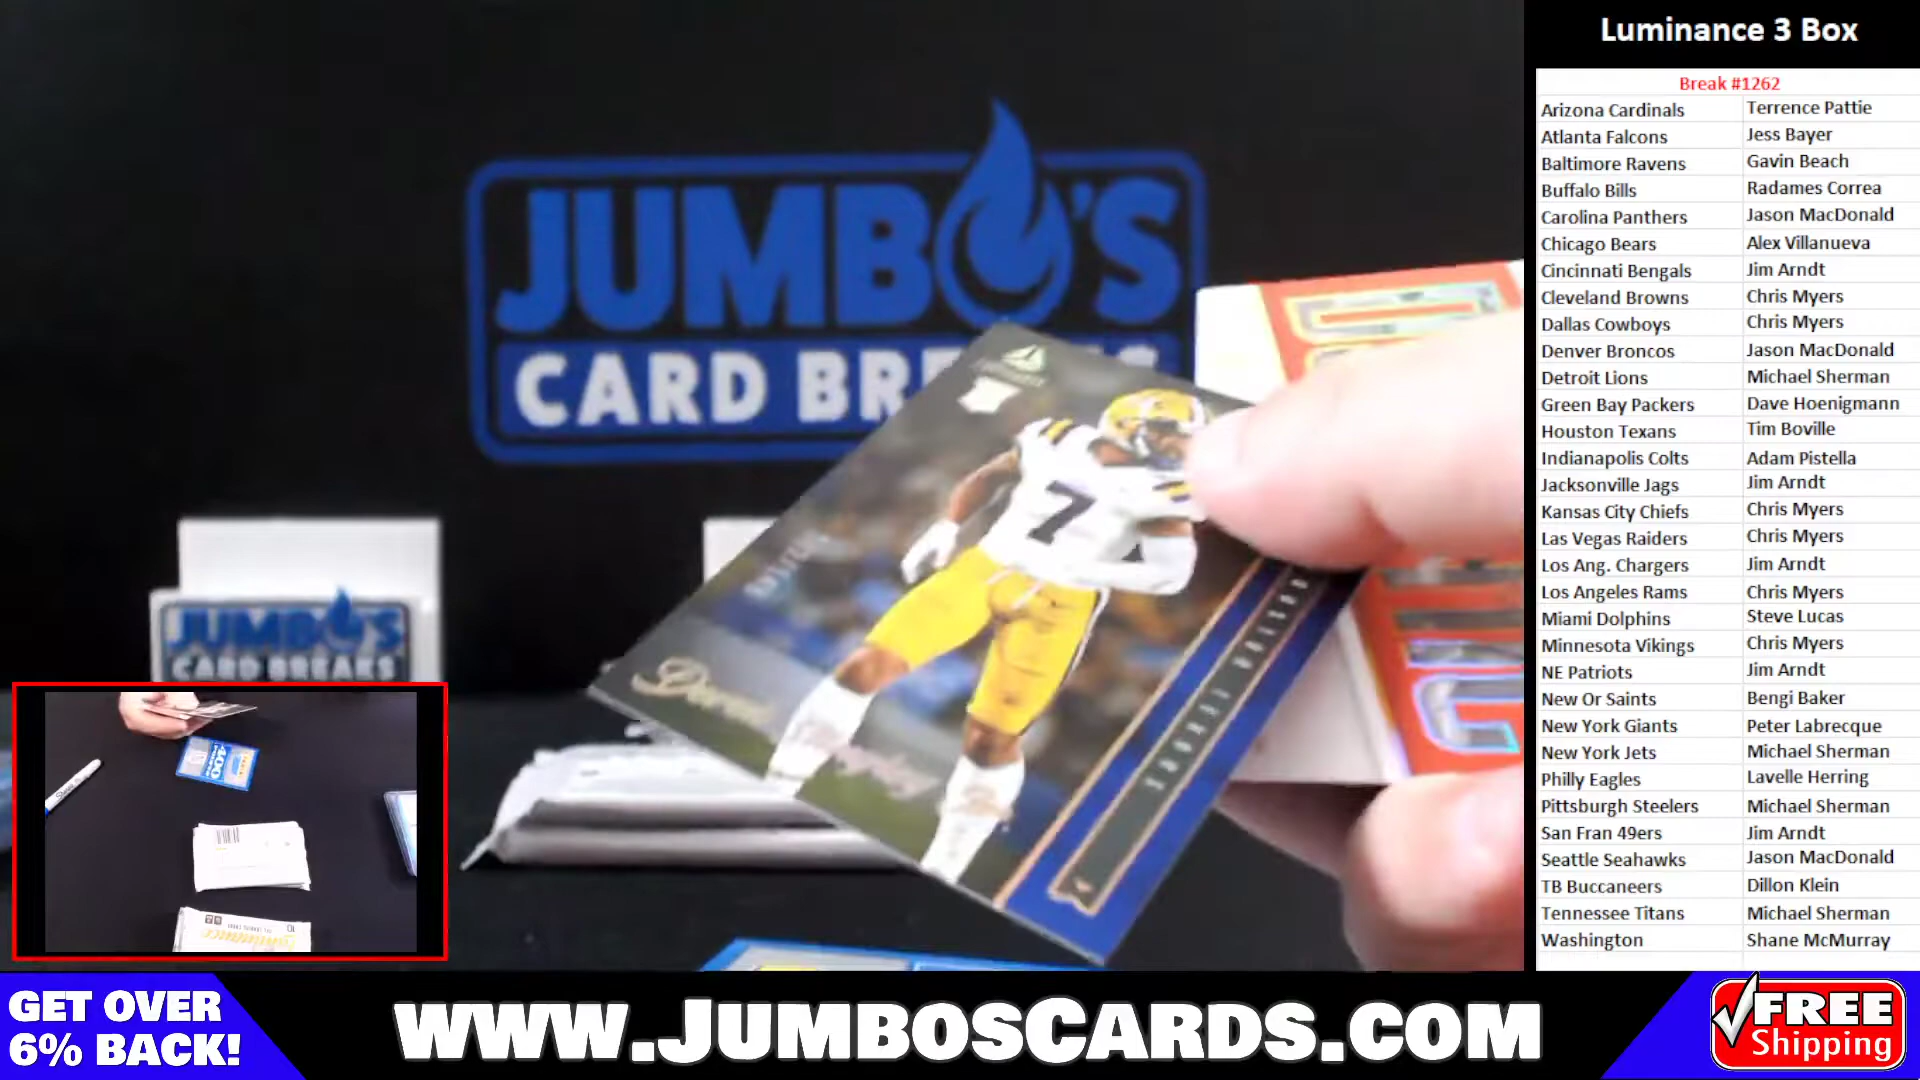 Luminance 3 Box
Break #1262
Arizona Cardinals Terrence Pattie
Atlanta Falcons Jess Bayer
Baltimore Ravens Gavin Beach
Buffalo Bills Radames Correa
Carolina Panthers Jason MacDonald
Chicago Bears Alex Villanueva
Cincinnati Bengals Jim Arndt
Cleveland Browns Chris Myers
Dallas Cowboys Chris Myers
Denver Broncos Jason MacDonald
Detroit Lions Michael Sherman
Green Bay Packers Dave Hoenigmann
Houston Texans Tim Boville
Indianapolis Colts Adam Pistella
Jacksonville Jags Jim Arndt
Kansas City Chiefs Chris Myers
Las Vegas Raiders Chris Myers
Los Ang. Chargers Jim Arndt
Los Angeles Rams Chris Myers
Miami Dolphins Steve Lucas
Minnesota Vikings Chris Myers
NE Patriots Jim Arndt
New Or Saints Bengi Baker
New York Giants Peter Labrecque
New York Jets Michael Sherman
Philly Eagles Lavelle Herring
Pittsburgh Steelers Michael Sherman
San Fran 49ers Jim Arndt
Seattle Seahawks Jason MacDonald
TB Buccaneers Dillon Klein
Tennessee Titans Michael Sherman
Washington Shane McMurray
JUMBO'S
CARD BRE
7
JUMBO'S
CARD BREAKS
400
GET OVER
6% BACK!
WWW.JUMBOSCARDS.COM
FREE
Shipping